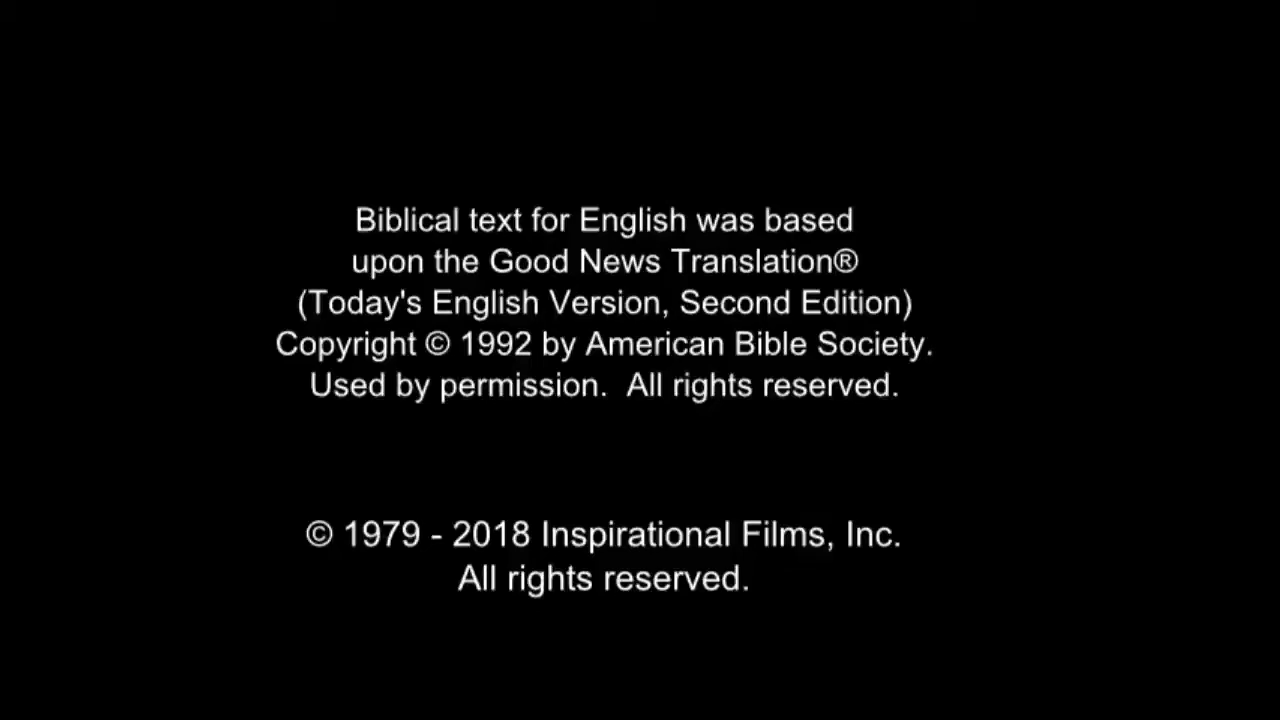 Biblical text for English was based
upon the Good News Translation®
(Today's English Version, Second Edition)
Copyright © 1992 by American Bible Society.
Used by permission.  All rights reserved.
© 1979 - 2018 Inspirational Films, Inc.
All rights reserved.